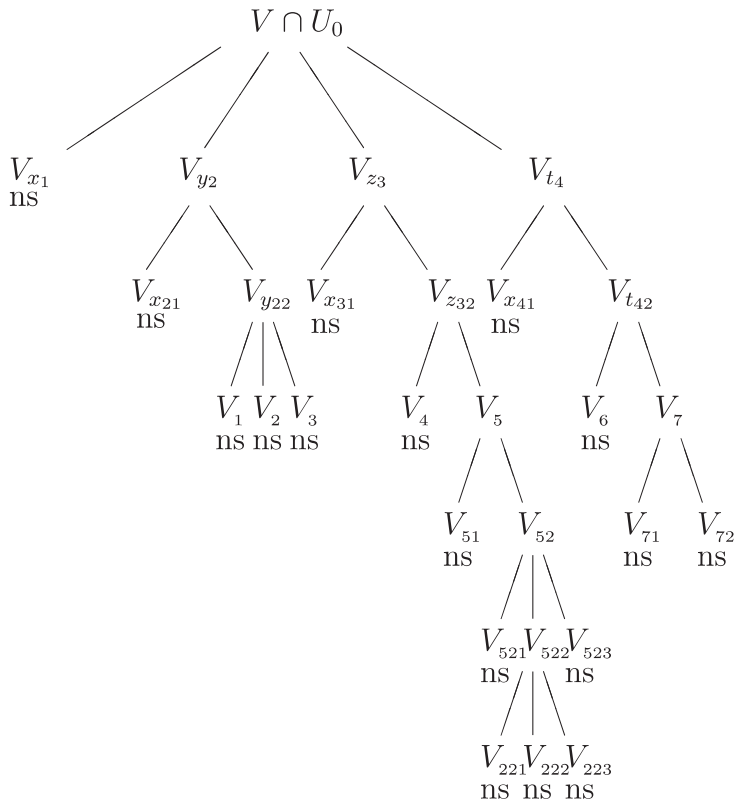 V ∩ U₀
V_{x_1} V_{y_2} V_{z_3} V_{t_4}
ns
V_{x_{21}} V_{y_{22}} V_{x_{31}} V_{z_{32}} V_{x_{41}} V_{t_{42}}
ns ns ns
V_1 V_2 V_3 V_4 V_5 V_6 V_7
ns ns ns ns ns
V_{51} V_{52} V_{71} V_{72}
ns ns ns
V_{521} V_{522} V_{523}
ns ns
V_{221} V_{222} V_{223}
ns ns ns